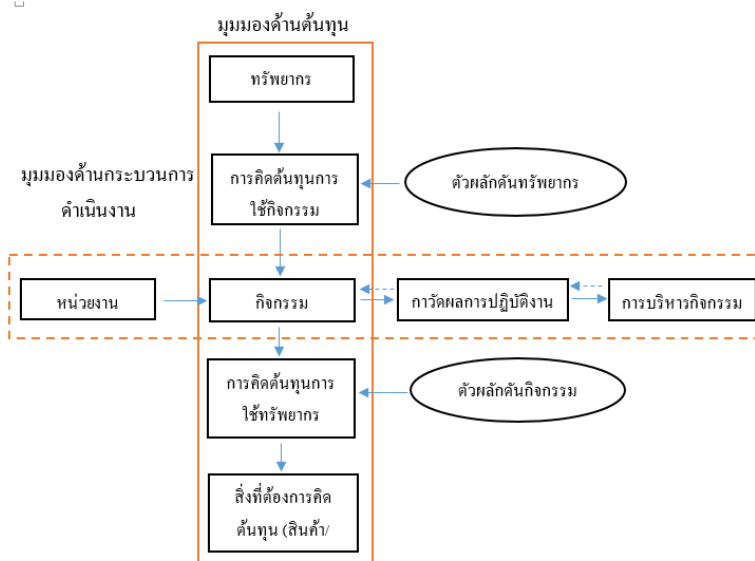 มุมมองด้านต้นทุน
ทรัพยากร
มุมมองด้านกระบวนการ
ดำเนินงาน
การคิดต้นทุนการ
ใช้กิจกรรม
ตัวผลักดันทรัพยากร
หน่วยงาน
กิจกรรม
กาวัดผลการปฏิบัติงาน
การบริหารกิจกรรม
การคิดต้นทุนการ
ใช้ทรัพยากร
ตัวผลักดันกิจกรรม
สิ่งที่ต้องการคิด
ต้นทุน (สินค้า/